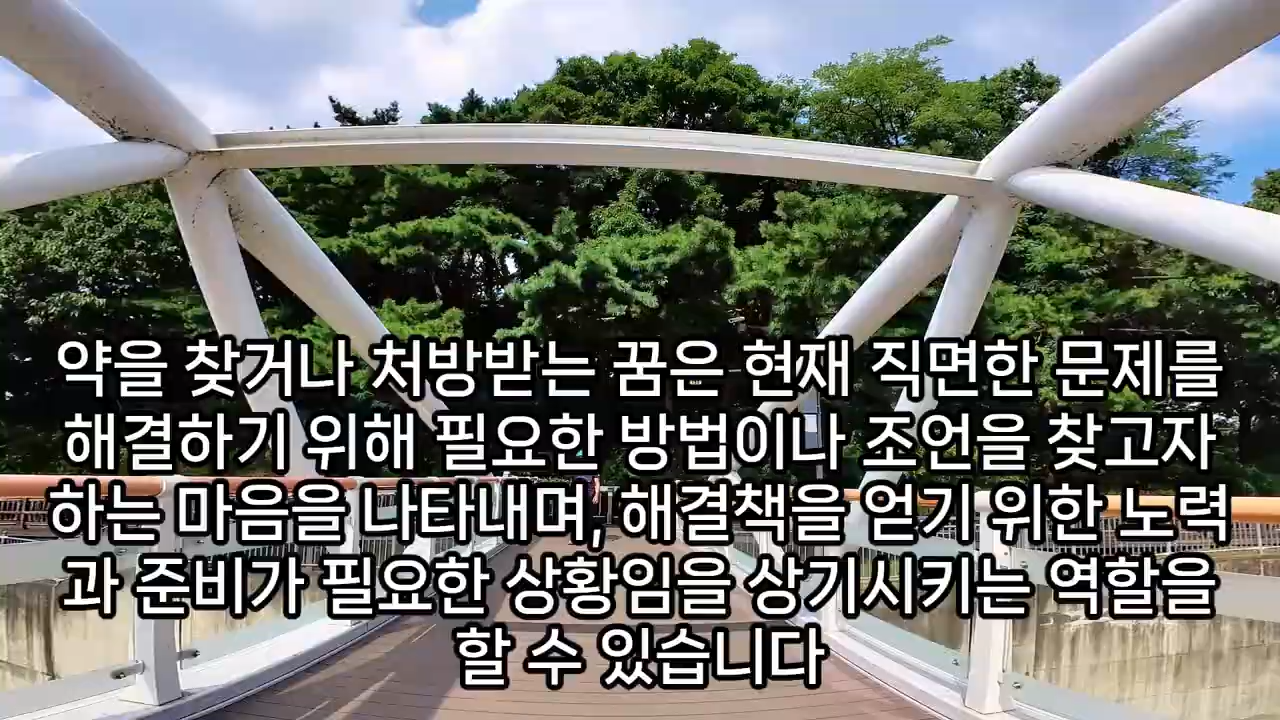 약을 찾거나 처방받는 꿈은 현재 직면한 문제를
해결하기 위해 필요한 방법이나 조언을 찾고자
하는 마음을 나타내며, 해결책을 얻기 위한 노력
과 준비가 필요한 상황임을 상기시키는 역할을
할 수 있습니다